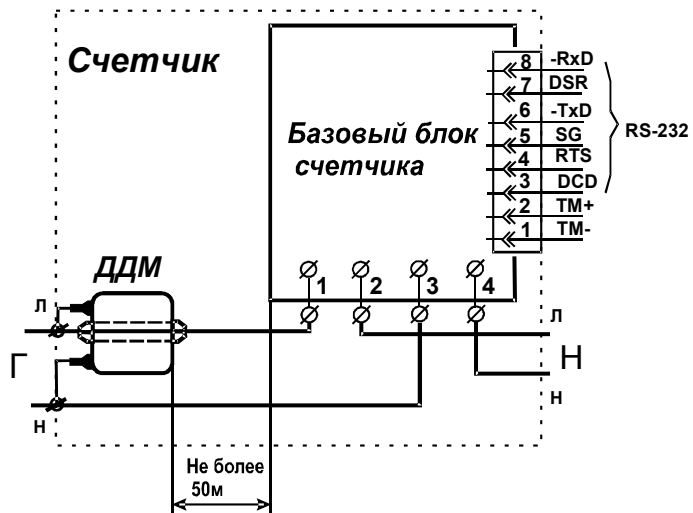 Счетчик
Базовый блок
счетчика
8 -RxD
7 DSR
6 -TxD
5 SG
4 RTS
3 DCD
2 TM+
1 TM-
RS-232
ДДМ
1 2 3 4
Л
Г
Н
Л
Н
Н
Не более
50м